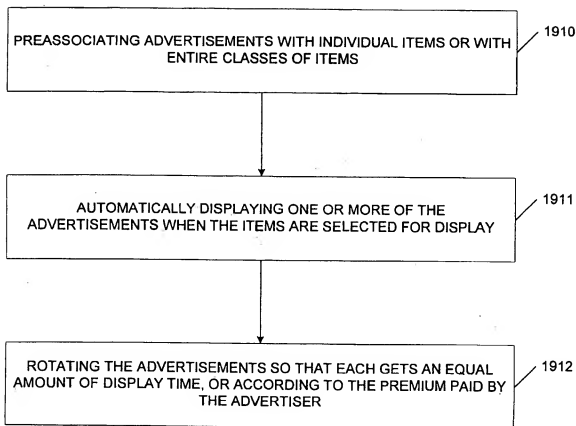 1910
PREASSOCIATING ADVERTISEMENTS WITH INDIVIDUAL ITEMS OR WITH
ENTIRE CLASSES OF ITEMS
1911
AUTOMATICALLY DISPLAYING ONE OR MORE OF THE
ADVERTISEMENTS WHEN THE ITEMS ARE SELECTED FOR DISPLAY
1912
ROTATING THE ADVERTISEMENTS SO THAT EACH GETS AN EQUAL
AMOUNT OF DISPLAY TIME, OR ACCORDING TO THE PREMIUM PAID BY
THE ADVERTISER